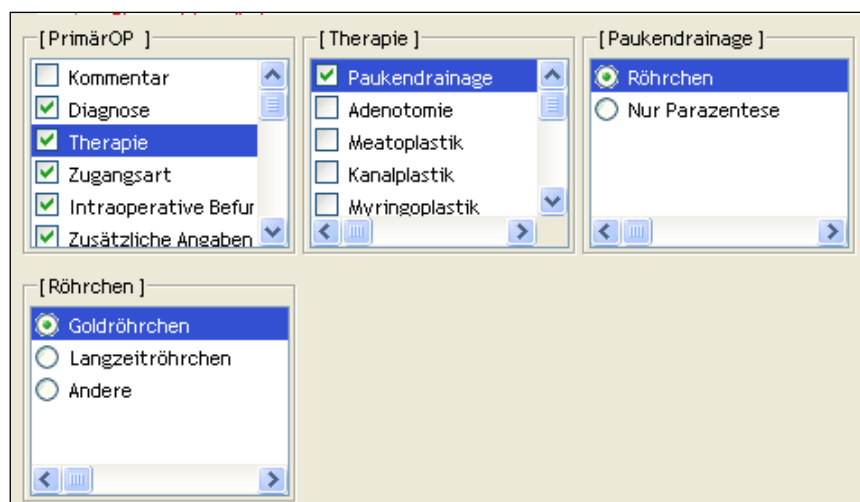 [ PrimärOP ]
Kommentar
Diagnose
Therapie
Zugangsart
Intraoperative Befur
Zusätzliche Angaben
[ Therapie ]
Paukendrainage
Adenotomie
Meatoplastik
Kanalplastik
Myringoplastik
[ Paukendrainage ]
Röhrchen
Nur Parazentese
[ Röhrchen ]
Goldröhrchen
Langzeitröhrchen
Andere